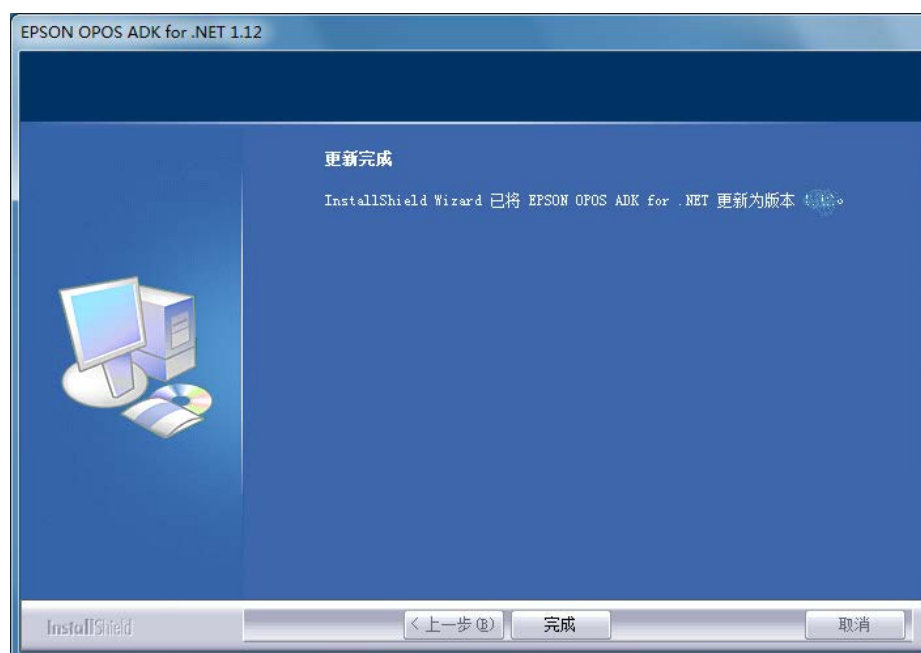 EPSON OPOS ADK for .NET 1.12
更新完成
InstallShield Wizard 已将 EPSON OPOS ADK for .NET 更新为版本
InstallShield
< 上一步(B)
完成
取消